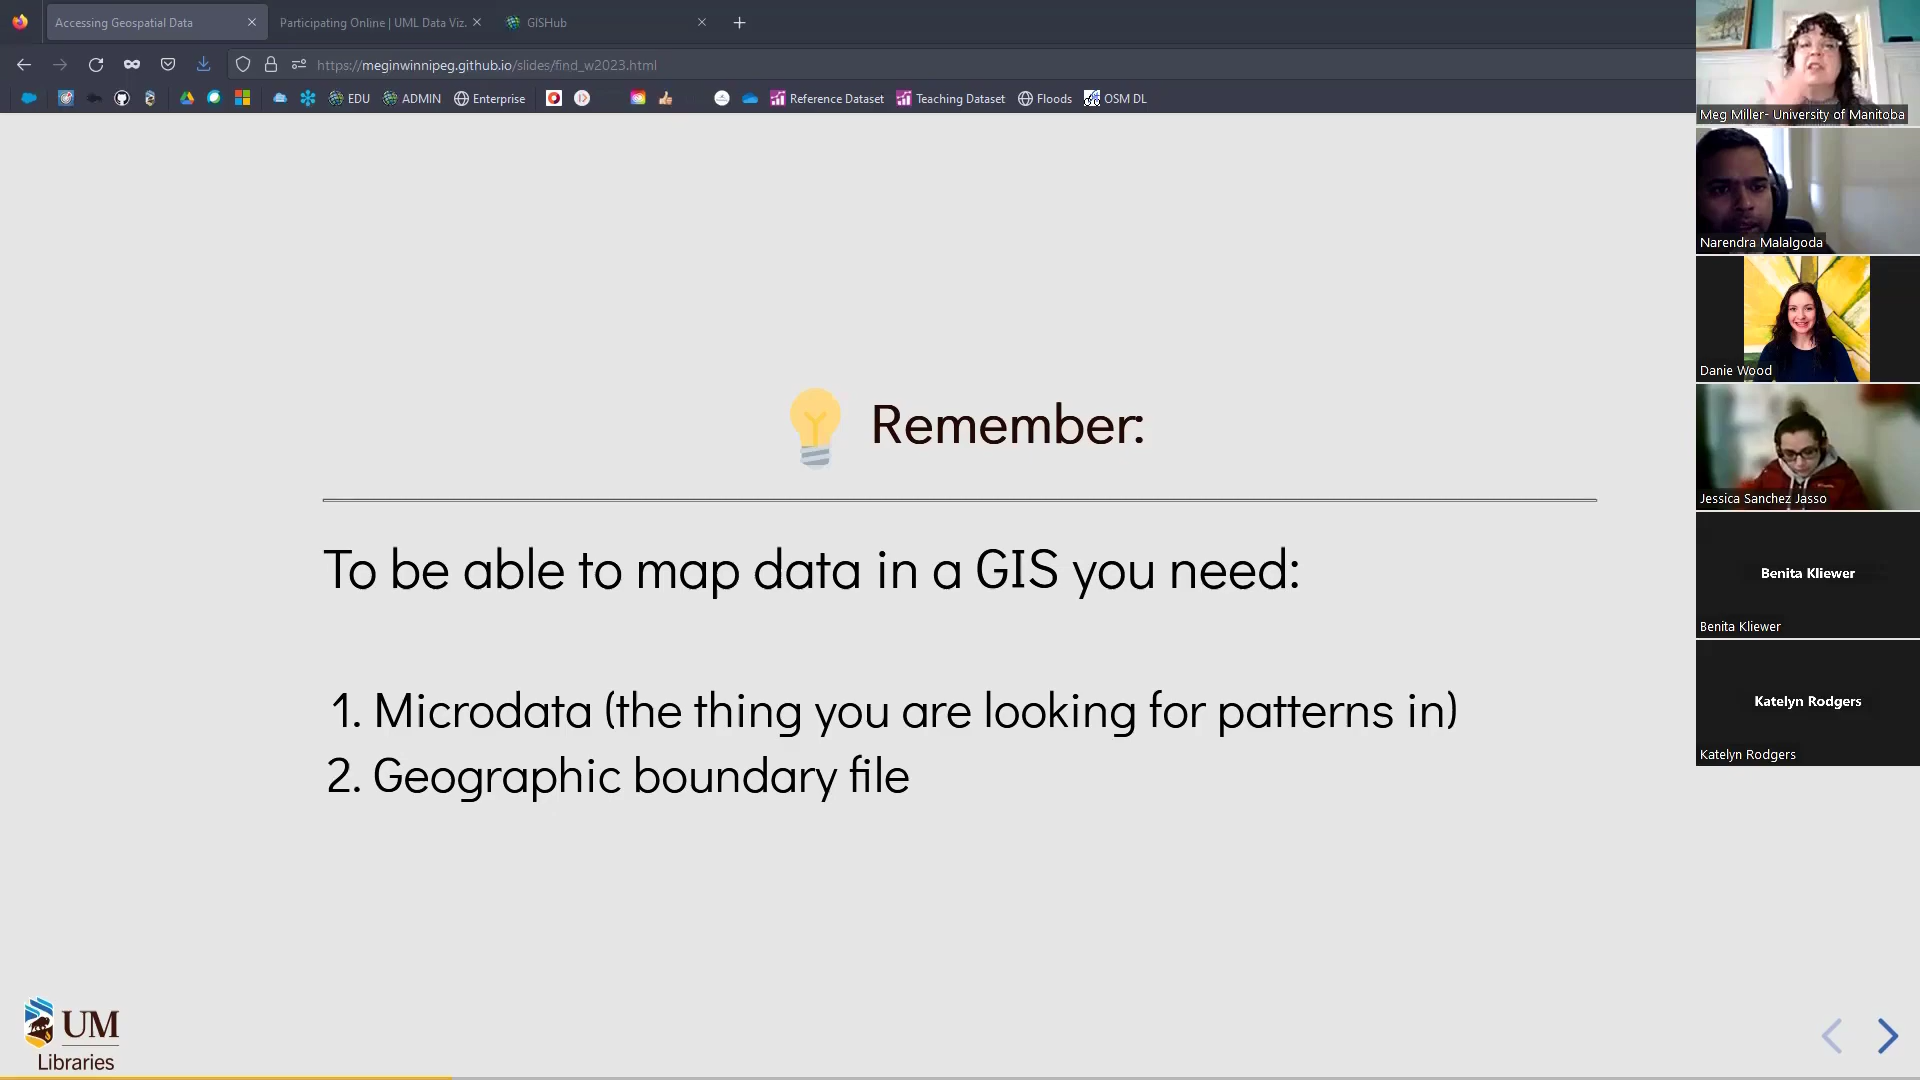 Accessing Geospatial Data
Participating Online | UML Data Viz.
GISHub
https://meginwinnipeg.github.io/slides/find_w2023.html
EDU
ADMIN
Enterprise
Reference Dataset
Teaching Dataset
Floods
OSM DL
Meg Miller- University of Manitoba
Narendra Malalgoda
Danie Wood
Jessica Sanchez Jasso
Benita Kliewer
Benita Kliewer
Katelyn Rodgers
Katelyn Rodgers
Remember:
To be able to map data in a GIS you need:
1. Microdata (the thing you are looking for patterns in)
2. Geographic boundary file
UM
Libraries